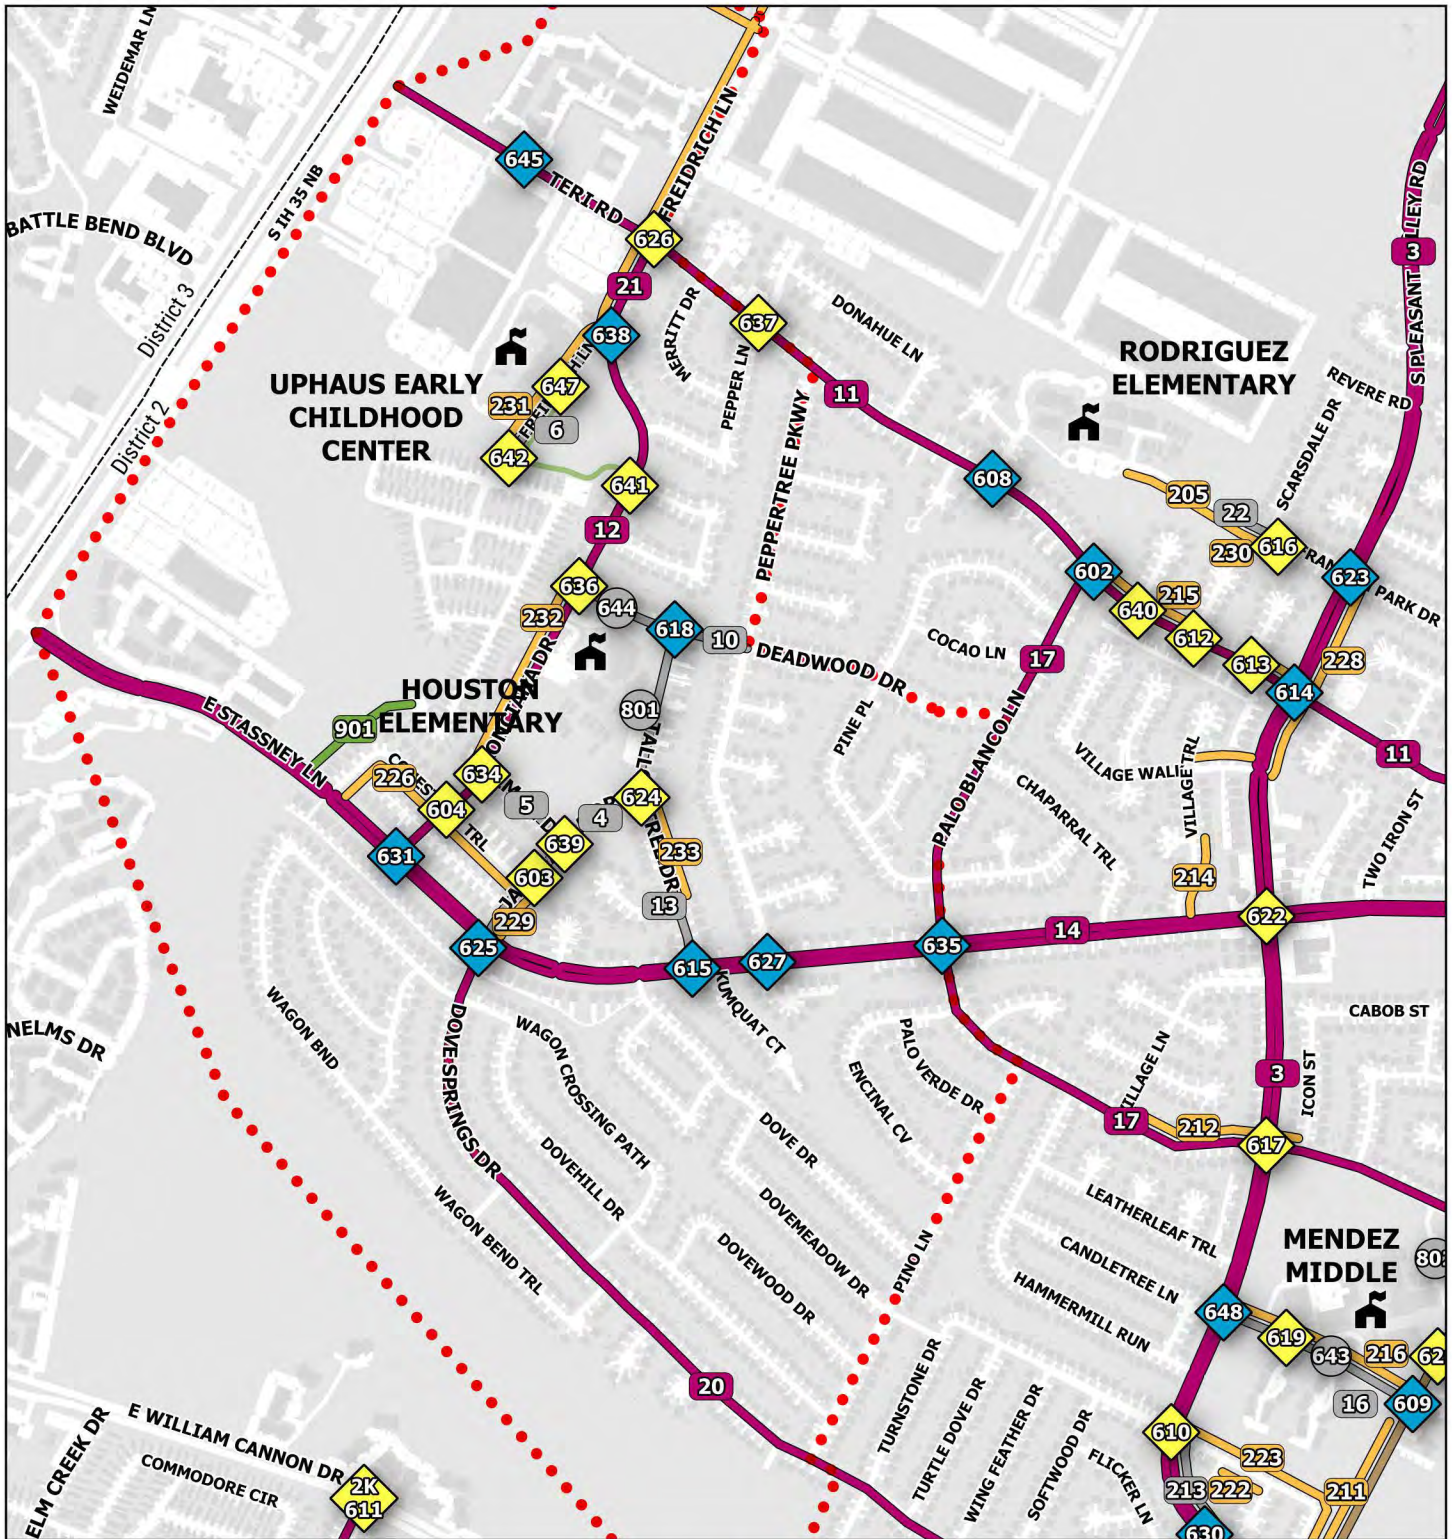 WEIDEMAR LN
BATTLE BEND BLVD
S IH 35 NB
District 3
District 2
645
TERI RD
FREIDRICH LN
626
21
638
MERRITT DR
637
PEPPER LN
DONAHUE LN
11
PEPPERTREE PKWY
UPHAUS EARLY
CHILDHOOD
CENTER
231
647
6
642
641
12
636
644
232
618
10
DEADWOOD DR
801
HOUSTON
ELEMENTARY
901
E STASSNEY LN
226
634
604
TRL
5
4
624
639
603
233
13
229
631
625
615
627
635
14
608
602
RODRIGUEZ
ELEMENTARY
REVERE RD
SCARSDALE DR
S PLEASANT
LLEY RD
3
205
22
230
616
623
PARK DR
640
215
612
613
614
228
11
COCAO LN
17
PINE PL
PALO BLANCO LN
VILLAGE WALK
VILLAGE TRL
CHAPARRAL TRL
214
TWO IRON ST
622
CABOB ST
3
ICON ST
VILLAGE LN
17
212
617
NELMS DR
WAGON BND
DOVE SPRINGS DR
WAGON CROSSING PATH
KUMQUAT CT
PALO VERDE DR
ENCINAL CV
DOVE DR
DOVEHILL DR
DOVEMEADOW DR
DOVEWOOD DR
WAGON BEND TRL
PINO LN
20
LEATHERLEAF TRL
CANDLETREE LN
HAMMERMILL RUN
MENDEZ
MIDDLE
648
619
643
216
16
609
610
223
213
222
211
630
TURNSTONE DR
TURTLE DOVE DR
WING FEATHER DR
SOFTWOOD DR
FLICKER LN
E WILLIAM CANNON DR
COMMODORE CIR
ELM CREEK DR
2K
611